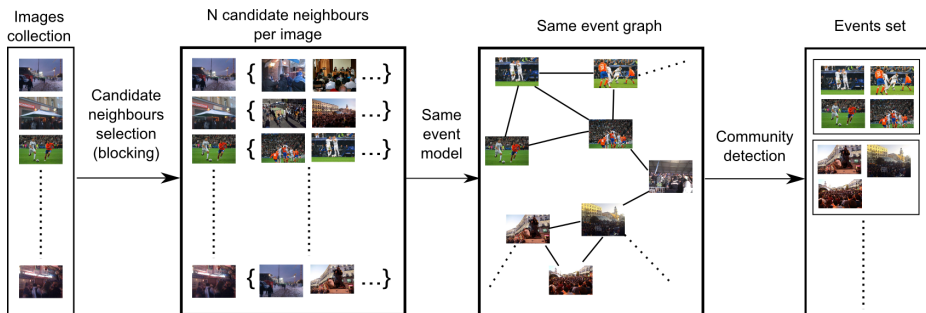 Images
collection
N candidate neighbours
per image
Same event graph
Events set
Candidate
neighbours
selection
(blocking)
{ ...}
{ ...}
{ ...}
{ ...}
Same
event
model
Community
detection